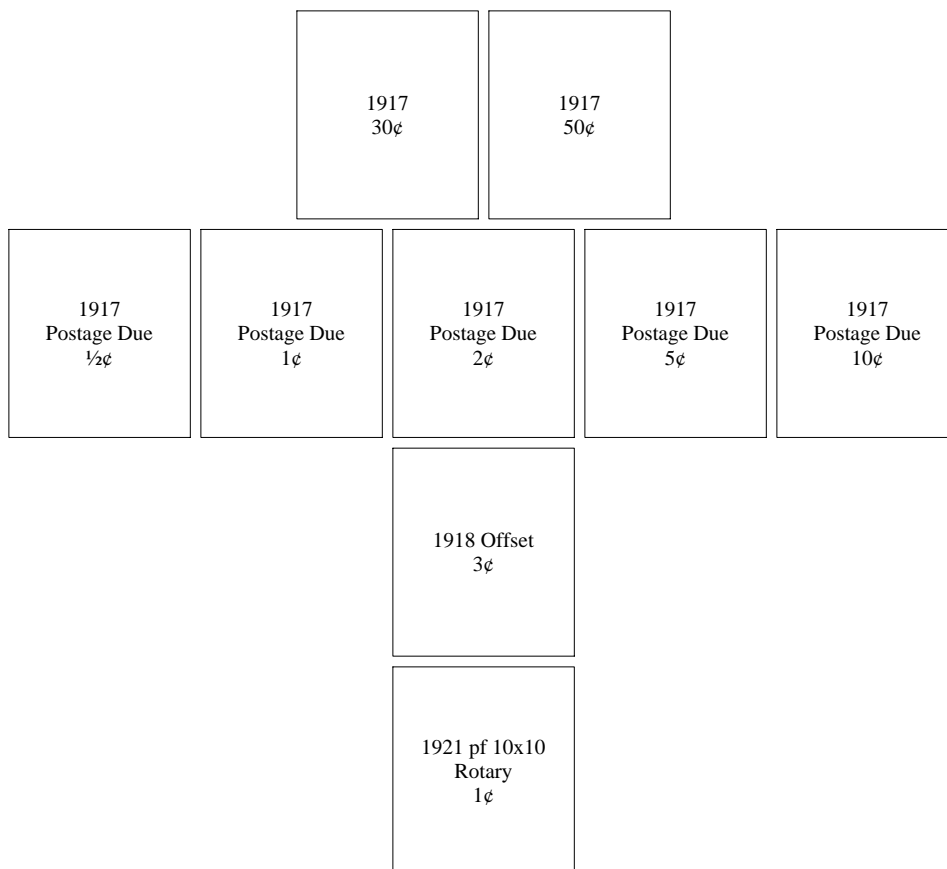 1917
30¢
1917
50¢
1917
Postage Due
½¢
1917
Postage Due
1¢
1917
Postage Due
2¢
1917
Postage Due
5¢
1917
Postage Due
10¢
1918 Offset
3¢
1921 pf 10x10
Rotary
1¢